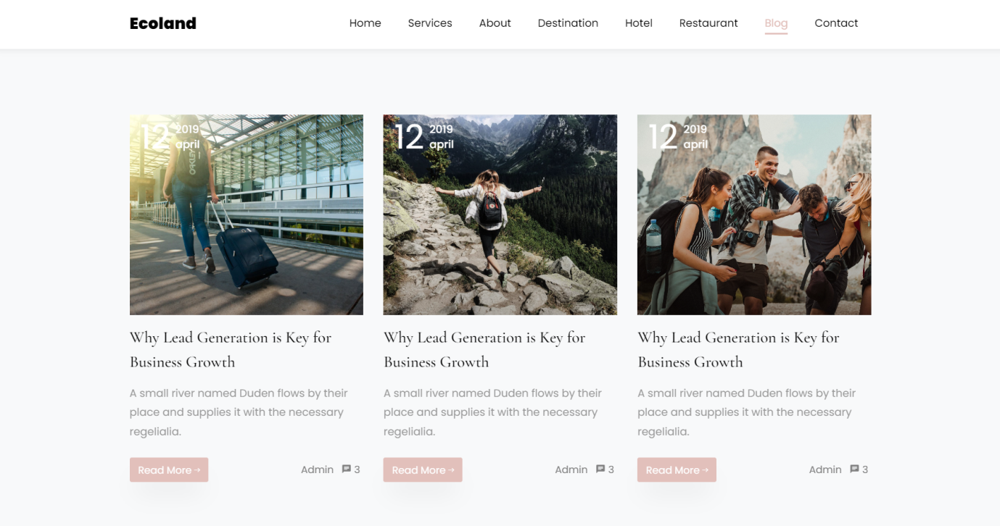 Ecoland
Home Services About Destination Hotel Restaurant Blog Contact
12 2019 april
12 2019 april
12 2019 april
Why Lead Generation is Key for
Business Growth
A small river named Duden flows by their
place and supplies it with the necessary
regelialia.
Read More → Admin 3
Why Lead Generation is Key for
Business Growth
A small river named Duden flows by their
place and supplies it with the necessary
regelialia.
Read More → Admin 3
Why Lead Generation is Key for
Business Growth
A small river named Duden flows by their
place and supplies it with the necessary
regelialia.
Read More → Admin 3